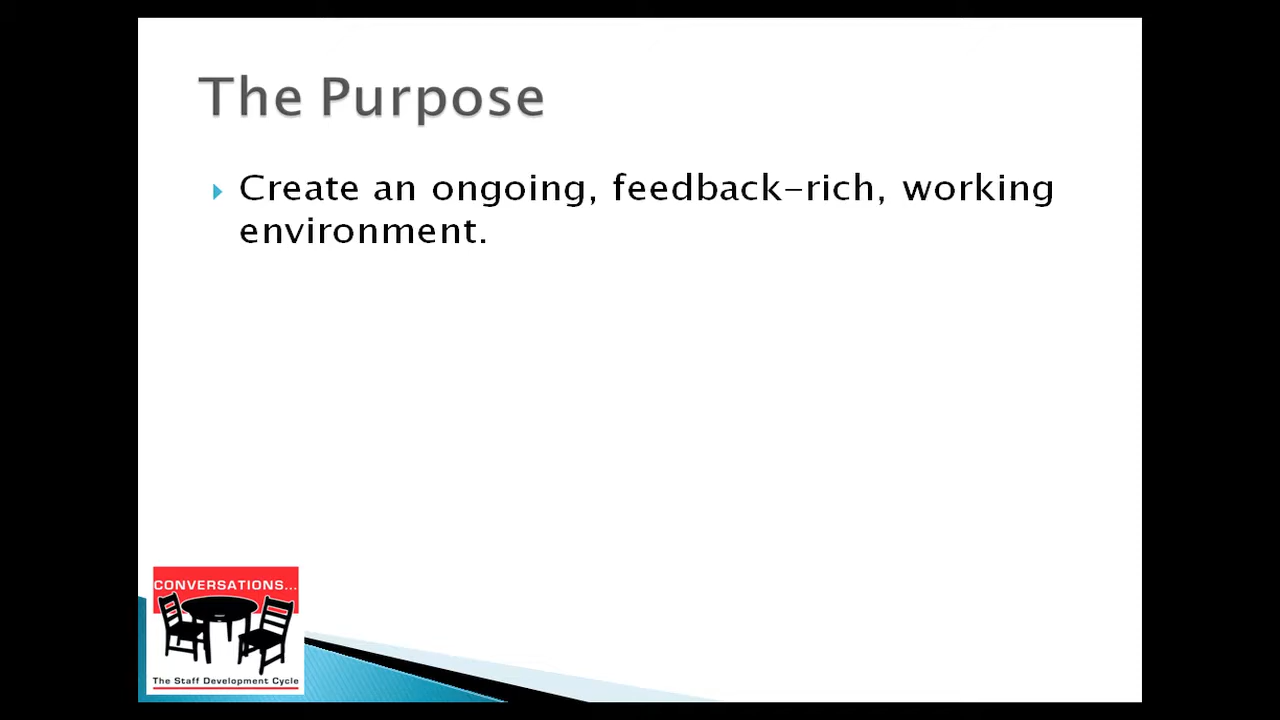 The Purpose
Create an ongoing, feedback-rich, working
environment.
CONVERSATIONS...
The Staff Development Cycle